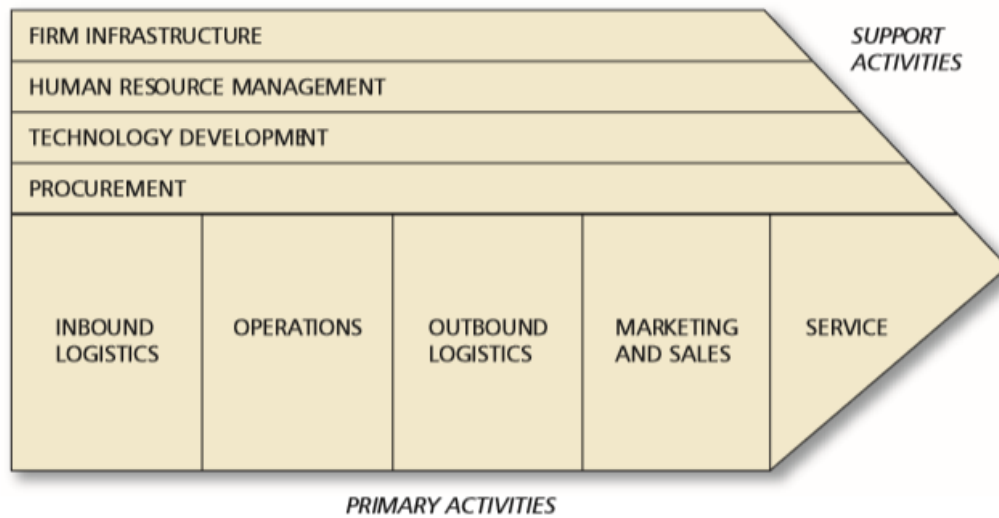 FIRM INFRASTRUCTURE
SUPPORT
ACTIVITIES
HUMAN RESOURCE MANAGEMENT
TECHNOLOGY DEVELOPMENT
PROCUREMENT
INBOUND
LOGISTICS
OPERATIONS
OUTBOUND
LOGISTICS
MARKETING
AND SALES
SERVICE
PRIMARY ACTIVITIES